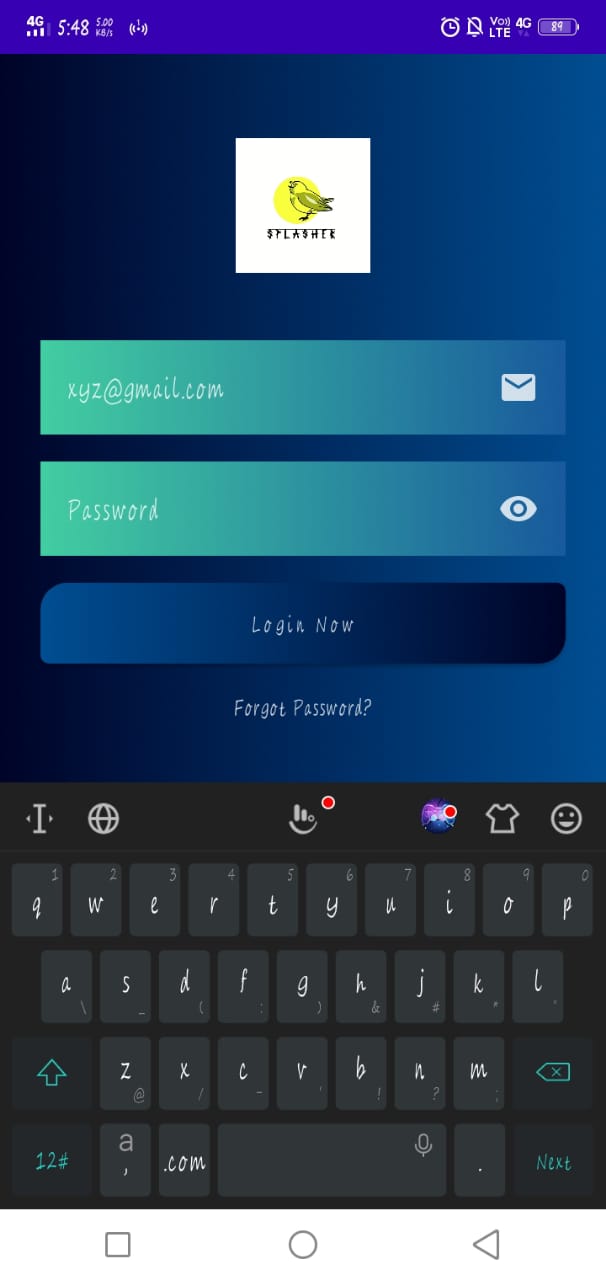 4G 5:48 5.00 KB/s Vo)) LTE 4G 89
SPLASHER
xyz@gmail.com
Password
Login Now
Forgot Password?
1 2 3 4 5 6 7 8 9 0
q w e r t y u i o p
a s d f g h j k l
\ _ ( : ) & # * '
z x c v b n m
@ / - ' ! ? ;
12# a , .com . Next